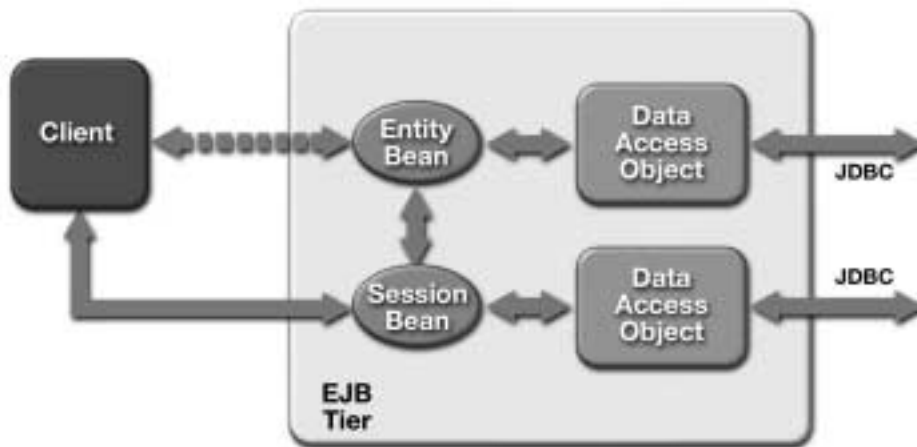 Client
Entity
Bean
Data
Access
Object
JDBC
Session
Bean
Data
Access
Object
JDBC
EJB
Tier